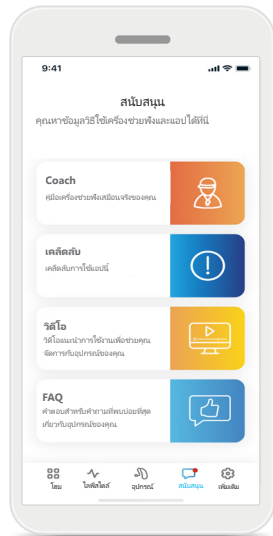 9:41
สนับสนุน
คุณหาข้อมูลวิธีใช้เครื่องช่วยฟังและแอปได้ที่นี่
Coach
คู่มือเครื่องช่วยฟังเสมือนจริงของคุณ
เคล็ดลับ
เคล็ดลับการใช้แอปนี้
วิดีโอ
วิดีโอแนะนำการใช้งานเพื่อช่วยคุณ
จัดการกับอุปกรณ์ของคุณ
FAQ
คำตอบสำหรับคำถามที่พบบ่อยที่สุด
เกี่ยวกับอุปกรณ์ของคุณ
โฮม ไลฟ์สไตล์ อุปกรณ์ สนับสนุน เพิ่มเติม